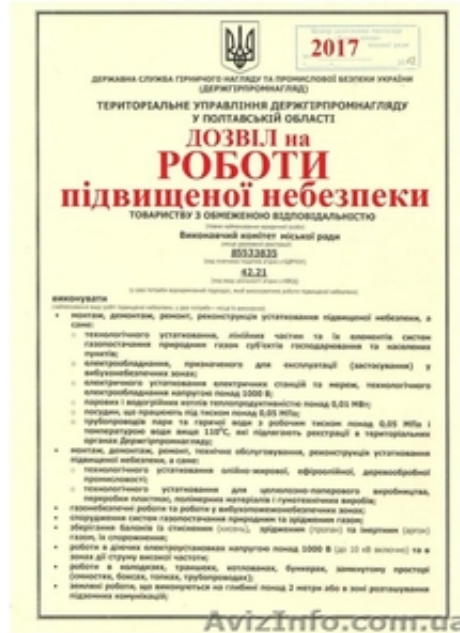 2017
ДЕРЖАВНА СЛУЖБА ГІРНИЧОГО НАГЛЯДУ ТА ПРОМИСЛОВОЇ БЕЗПЕКИ УКРАЇНИ
(ДЕРЖГІРПРОМНАГЛЯД)
ТЕРИТОРІАЛЬНЕ УПРАВЛІННЯ ДЕРЖГІРПРОМНАГЛЯДУ
У ПОЛТАВСЬКІЙ ОБЛАСТІ
ДОЗВІЛ на
РОБОТИ
підвищеної небезпеки
ТОВАРИСТВУ З ОБМЕЖЕНОЮ ВІДПОВІДАЛЬНІСТЮ
Виконавчий комітет міської ради
85533835
42.21
виконувати
• монтаж, демонтаж, ремонт, реконструкція устатковання підвищеної небезпеки, а
саме:
○ технологічного устатковання, лінійних частин та їх елементів систем
газопостачання природним газом суб'єктів господарювання та населених
пунктів;
○ електрообладнання, призначеного для експлуатації (застосування) у
вибухонебезпечних зонах;
○ електричного устатковання електричних станцій та мереж, технологічного
електрообладнання напругою понад 1000 В;
○ парових і водогрійних котлів теплопродуктивністю понад 0,01 МВт;
○ посудин, що працюють під тиском понад 0,05 МПа;
○ трубопроводів пари та гарячої води з робочим тиском понад 0,05 МПа і
температурою води вище 110°С, які підлягають реєстрації в територіальних
органах Держгірпромнагляду;
• монтаж, демонтаж, ремонт, технічне обслуговування, реконструкція устатковання
підвищеної небезпеки, а саме:
○ технологічного устатковання олійно-жирової, ефіроолійної, деревообробної
промисловості;
○ технологічного устатковання для целюлозно-паперового виробництва,
переробки пластмас, полімерних матеріалів і гумотехнічних виробів;
• газонебезпечні роботи та роботи у вибухопожежонебезпечних зонах;
• спорудження систем газопостачання природним та зрідженим газом;
• зберігання балонів із стисненим (кисень), зрідженим (пропан) та інертним (аргон)
газом, їх спорожнення;
• роботи в діючих електроустановках напругою понад 1000 В (до 10 кВ включно) та в
зонах дії струму високої частоти;
• роботи в колодязях, траншеях, котлованах, бункерах, замкнутому просторі
(ємностях, боксах, топках, трубопроводах);
• земляні роботи, що виконуються на глибині понад 2 метри або в зоні розташування
підземних комунікацій;
AvizInfo.com.ua